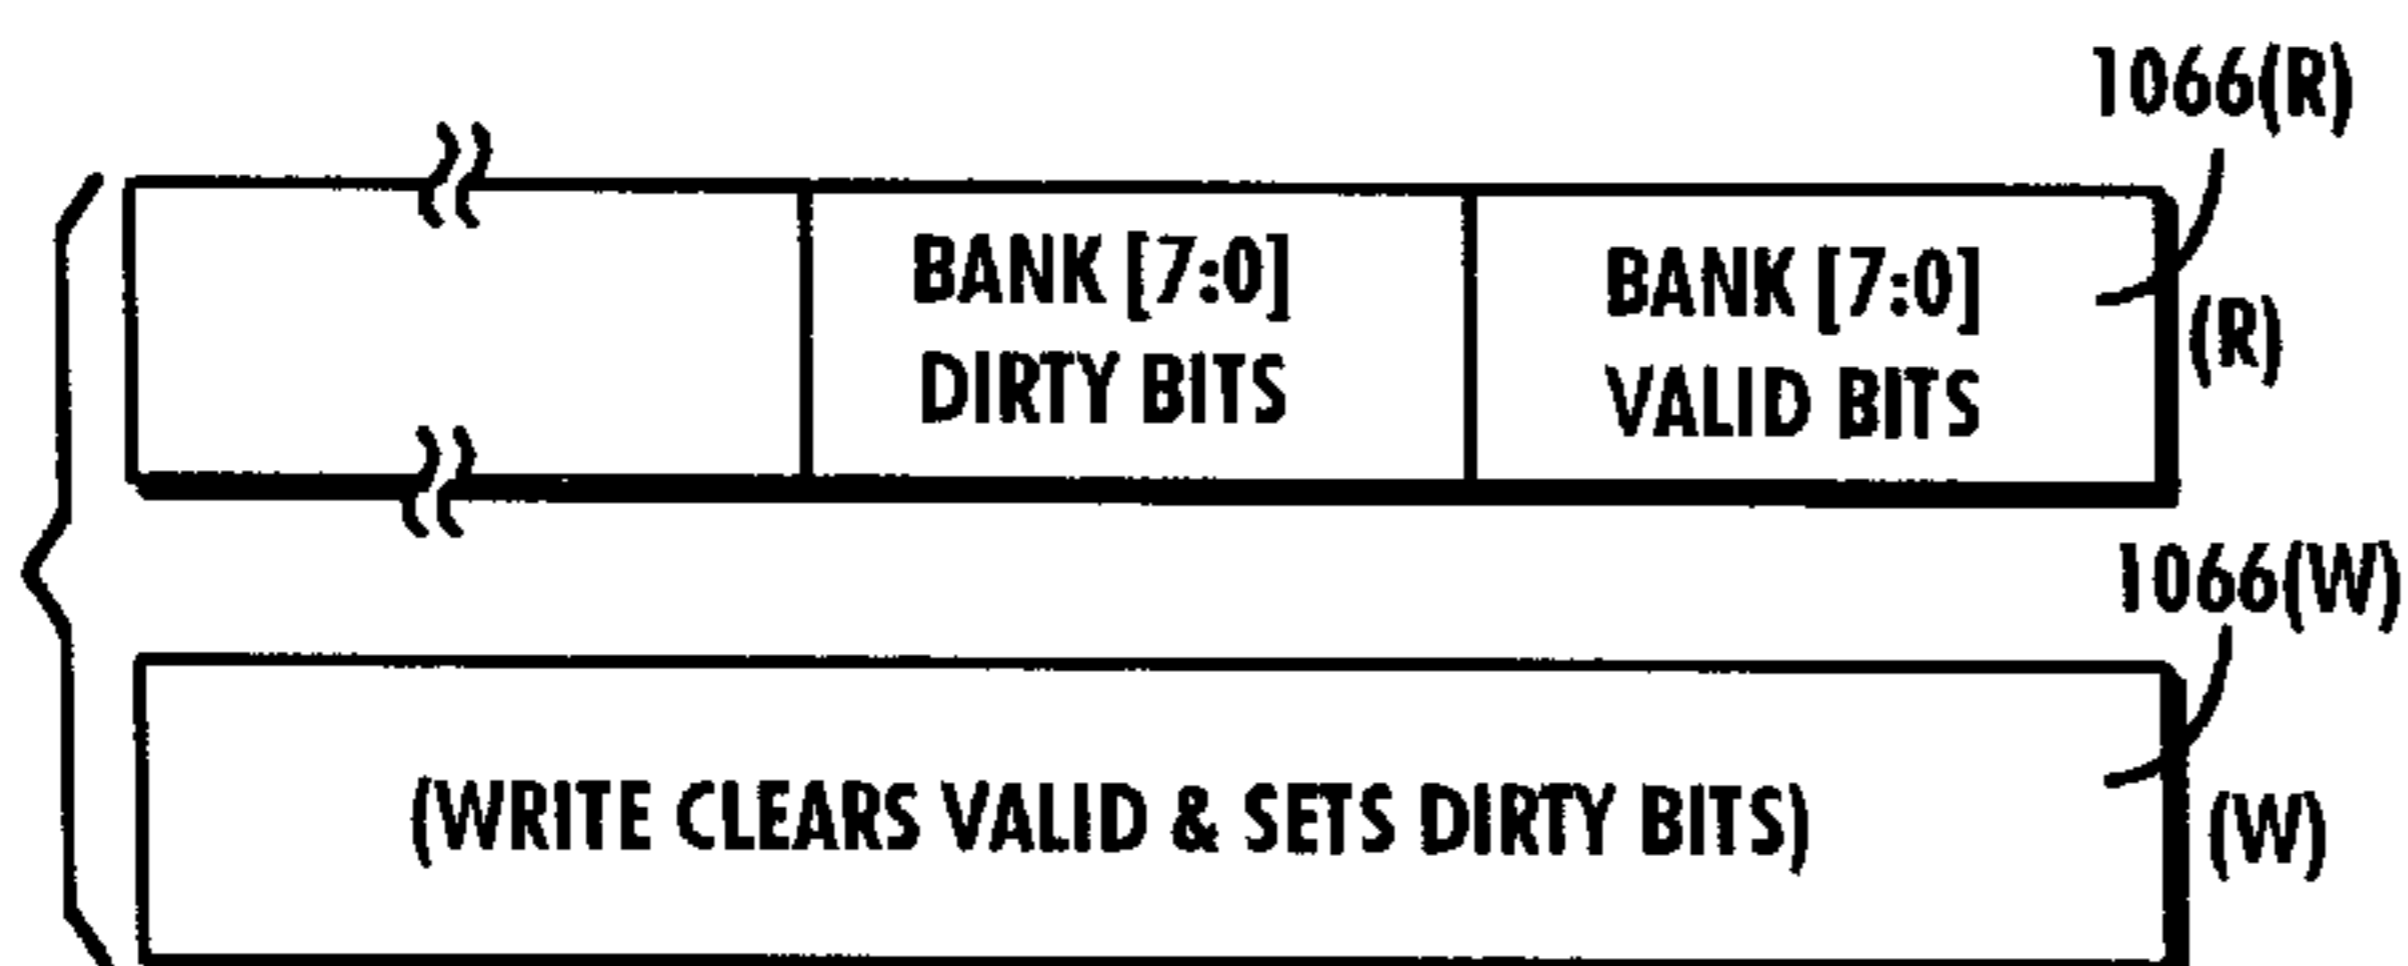 1066(R)
BANK [7:0]
DIRTY BITS
BANK [7:0]
VALID BITS
(R)
1066(W)
(WRITE CLEARS VALID & SETS DIRTY BITS)
(W)